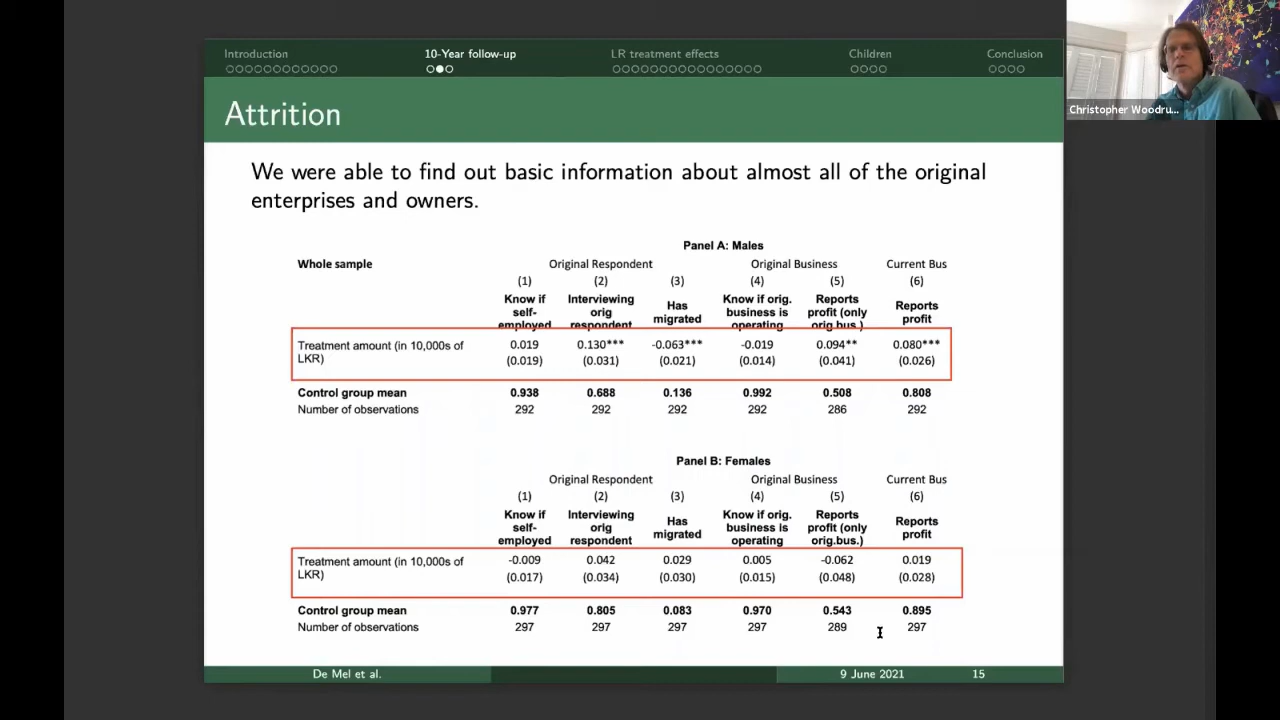 Introduction 10-Year follow-up LR treatment effects Children Conclusion
Christopher Woodru...
Attrition
We were able to find out basic information about almost all of the original
enterprises and owners.
Panel A: Males
Whole sample Original Respondent Original Business Current Bus
(1) (2) (3) (4) (5) (6)
Know if Interviewing Has Know if orig. Reports Reports
self- orig migrated business is profit (only profit
employed respondent operating orig.bus.)
Treatment amount (in 10,000s of 0.019 0.130*** -0.063*** -0.019 0.094** 0.080***
LKR) (0.019) (0.031) (0.021) (0.014) (0.041) (0.026)
Control group mean 0.938 0.688 0.136 0.992 0.508 0.808
Number of observations 292 292 292 292 286 292
Panel B: Females
Original Respondent Original Business Current Bus
(1) (2) (3) (4) (5) (6)
Know if Interviewing Has Know if orig. Reports Reports
self- orig migrated business is profit (only profit
employed respondent operating orig.bus.)
Treatment amount (in 10,000s of -0.009 0.042 0.029 0.005 -0.062 0.019
LKR) (0.017) (0.034) (0.030) (0.015) (0.048) (0.028)
Control group mean 0.977 0.805 0.083 0.970 0.543 0.895
Number of observations 297 297 297 297 289 297
De Mel et al. 9 June 2021 15